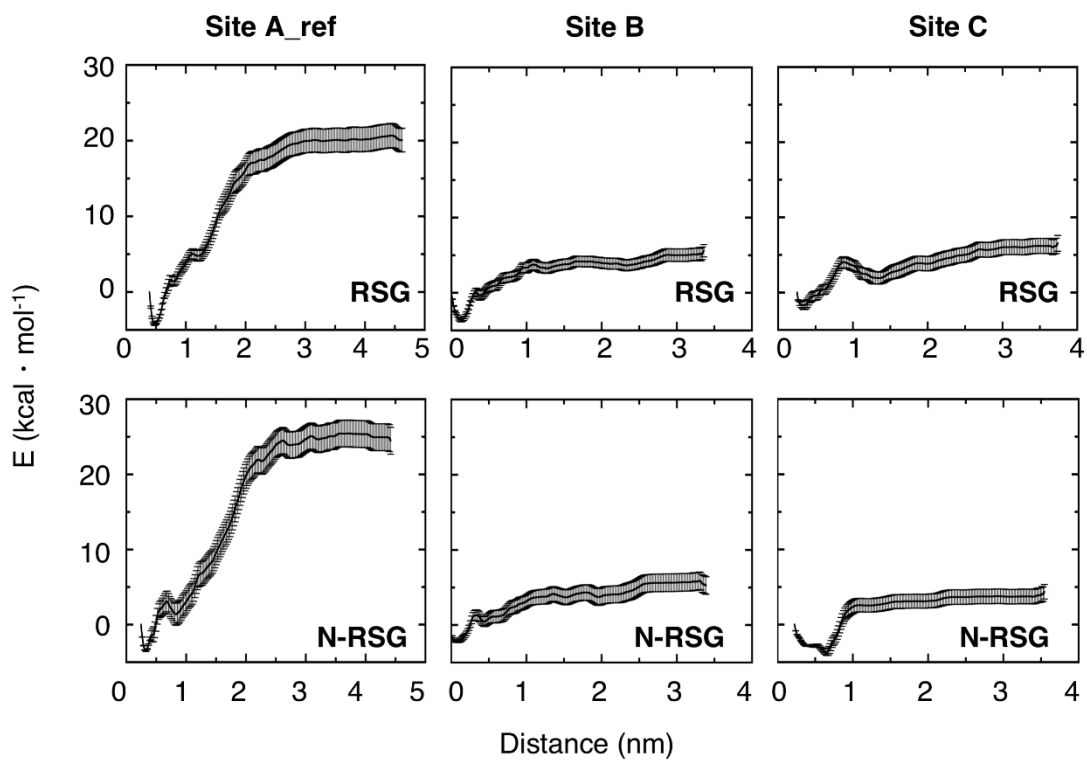 Site A_ref Site B Site C
30
20
10
0
RSG RSG RSG
0 1 2 3 4 5 0 1 2 3 4 0 1 2 3 4
30
20
10
0
N-RSG N-RSG N-RSG
0 1 2 3 4 5 0 1 2 3 4 0 1 2 3 4
E (kcal · mol⁻¹)
Distance (nm)